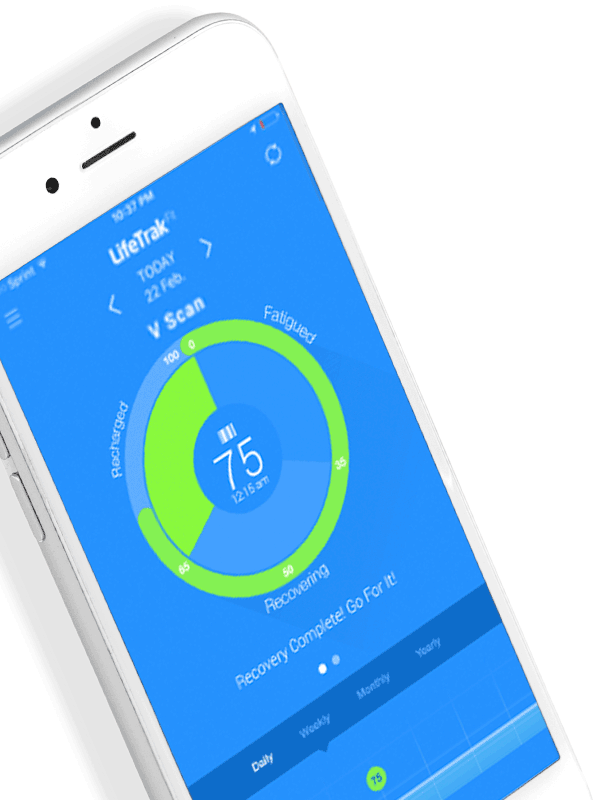 Sprint
10:37 PM
LifeTrak
TODAY
22 Feb.
V Scan
Fatigued
100
0
Recharged
75
12:15 am
35
65
50
Recovering
Recovery Complete! Go For It!
Daily
Weekly
Monthly
Yearly
75